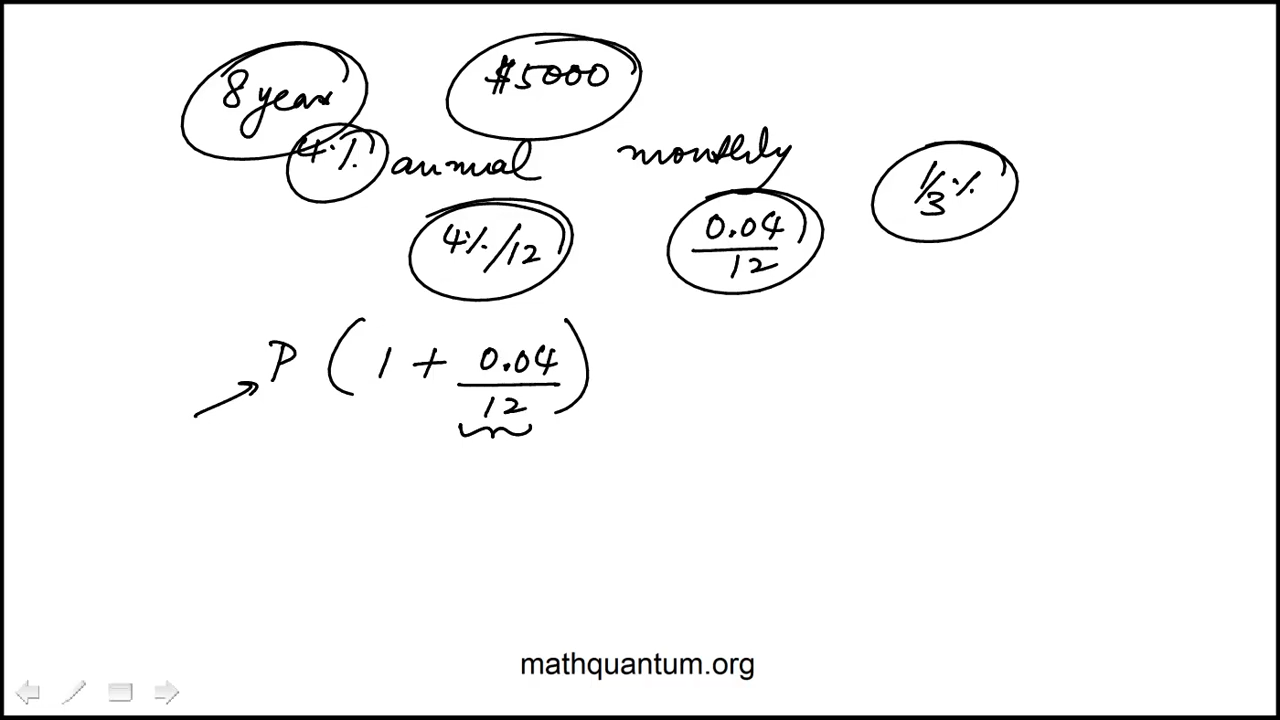 8 years $5000
4% annual monthly 1/3%
4%/12 0.04/12
P ( 1 + 0.04/12 )
mathquantum.org